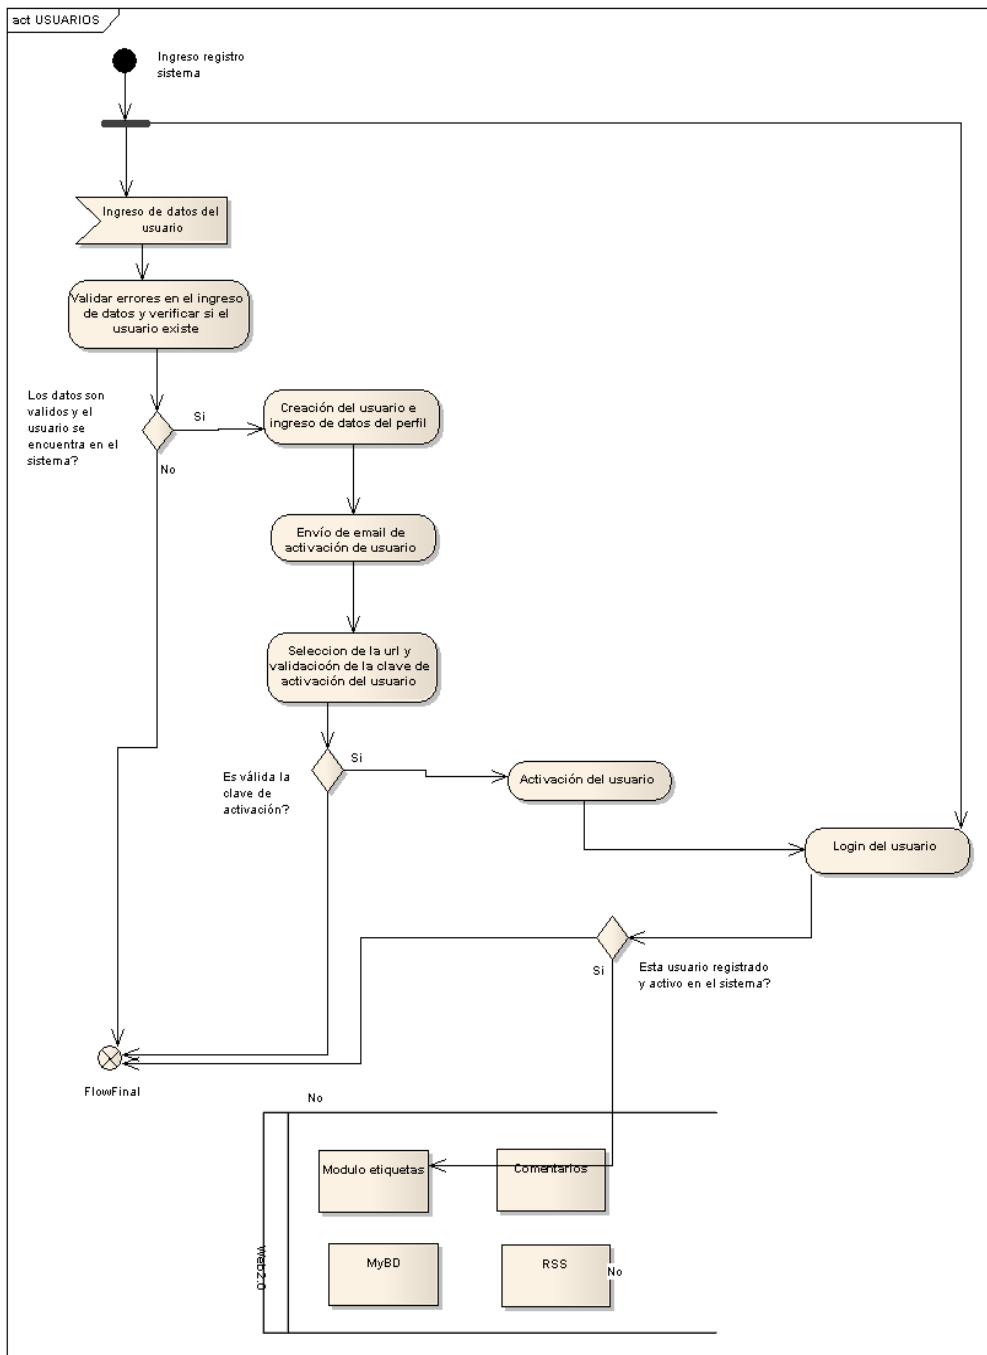 act USUARIOS
Ingreso registro
sistema
Ingreso de datos del
usuario
Validar errores en el ingreso
de datos y verificar si el
usuario existe
Los datos son
validos y el
usuario se
encuentra en el
sistema?
Si
No
Creación del usuario e
ingreso de datos del perfil
Envío de email de
activación de usuario
Seleccion de la url y
validacioón de la clave de
activación del usuario
Es válida la
clave de
activación?
Si
Activación del usuario
Login del usuario
Si
Esta usuario registrado
y activo en el sistema?
FlowFinal
No
Web2.0
Modulo etiquetas
Comentarios
MyBD
RSS
No